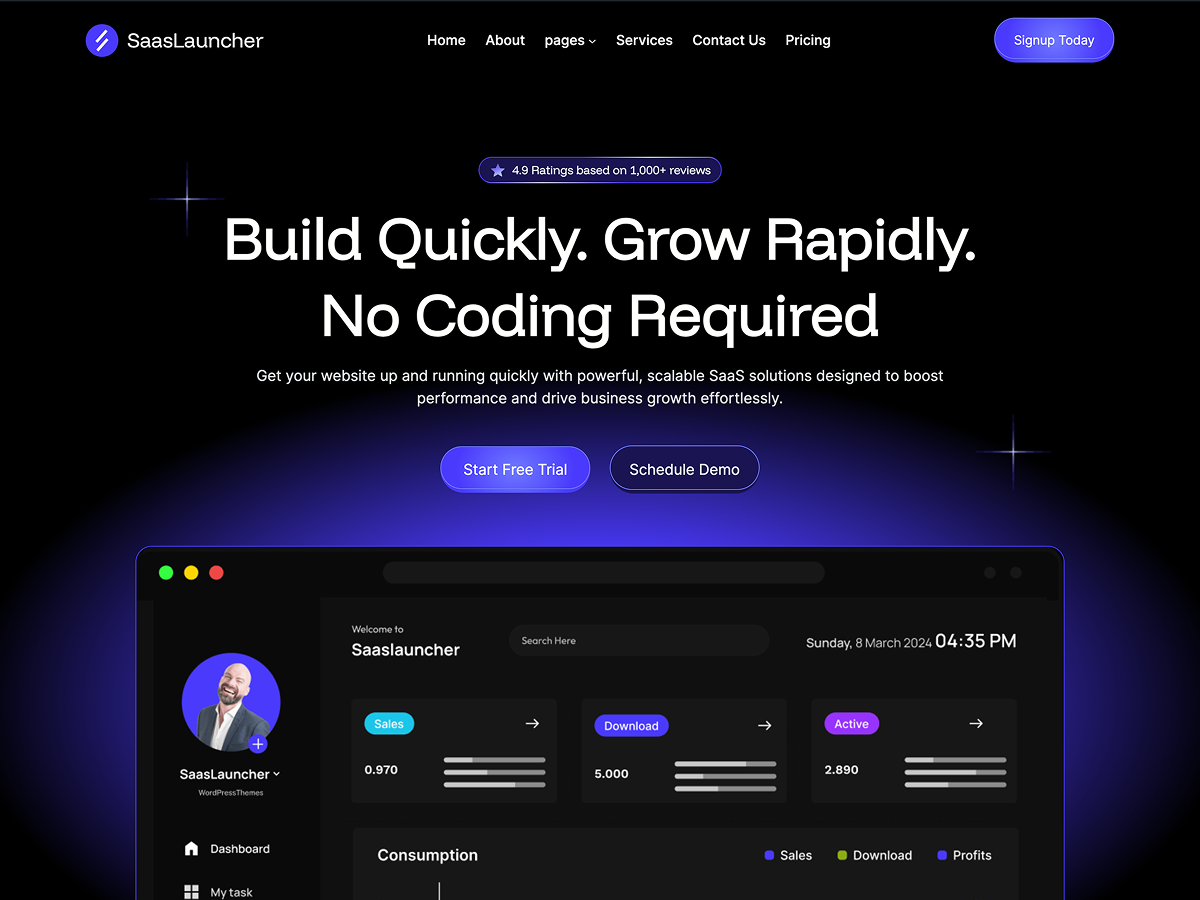 SaasLauncher
Home About pages Services Contact Us Pricing
Signup Today
4.9 Ratings based on 1,000+ reviews
Build Quickly. Grow Rapidly.
No Coding Required
Get your website up and running quickly with powerful, scalable SaaS solutions designed to boost
performance and drive business growth effortlessly.
Start Free Trial
Schedule Demo
Welcome to
Saaslauncher
Search Here
Sunday, 8 March 2024 04:35 PM
SaasLauncher
WordPressThemes
Dashboard
My task
Sales
0.970
Download
5.000
Active
2.890
Consumption
Sales Download Profits